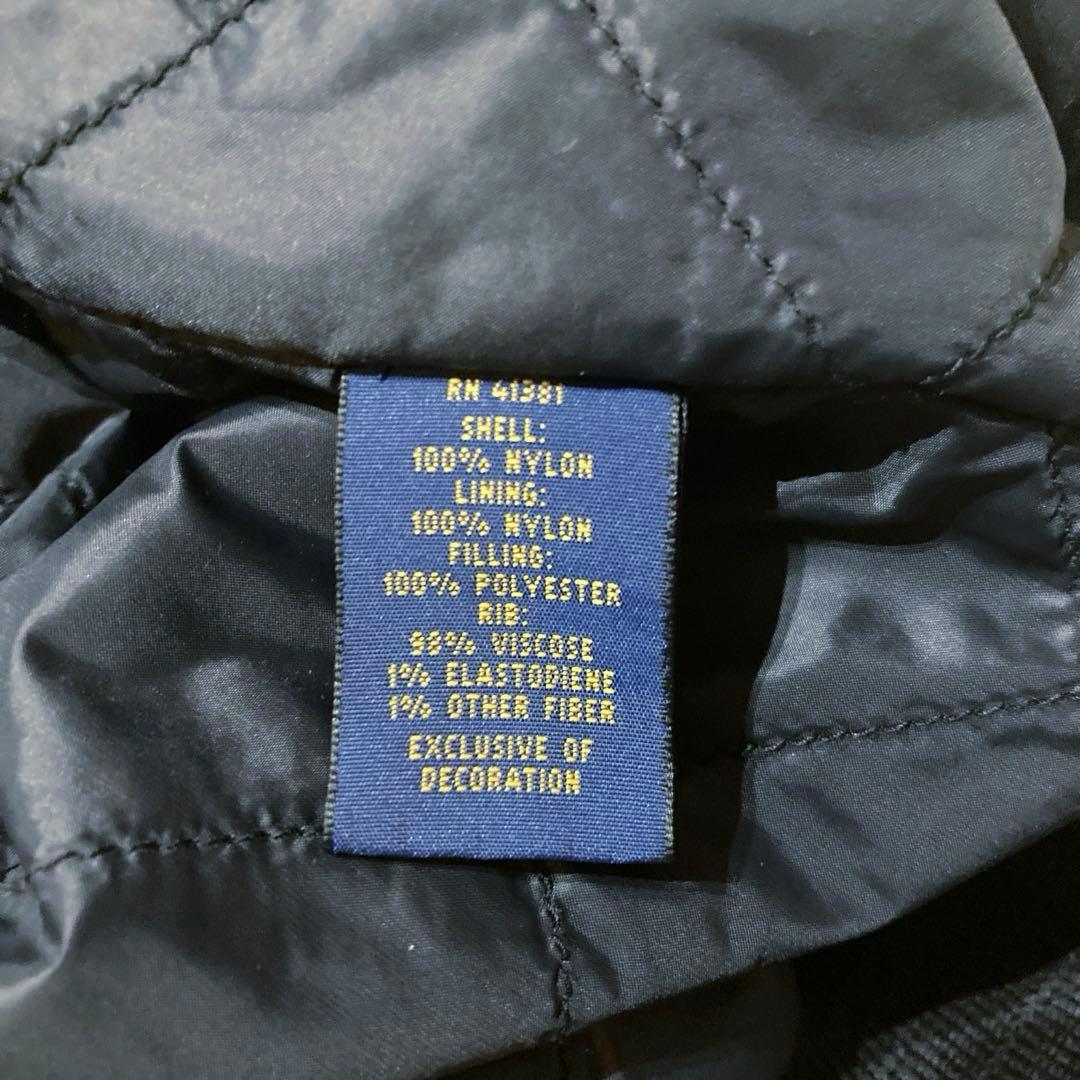 RN 41381
SHELL:
100% NYLON
LINING:
100% NYLON
FILLING:
100% POLYESTER
RIB:
98% VISCOSE
1% ELASTODIENE
1% OTHER FIBER
EXCLUSIVE OF
DECORATION